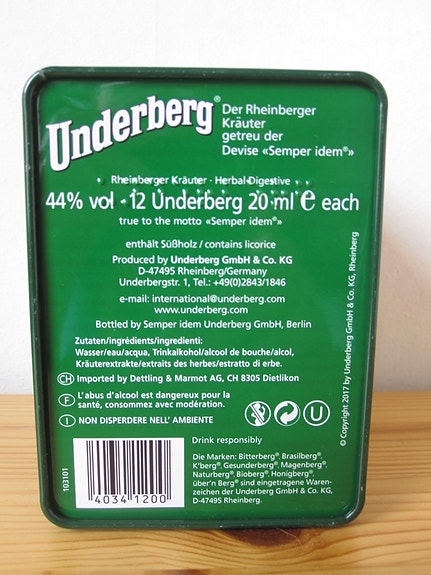 Underberg®
Der Rheinberger
Kräuter
getreu der
Devise «Semper idem®»
Rheinberger Kräuter · Herbal Digestive
44% vol · 12 Underberg 20 ml ℮ each
true to the motto «Semper idem®»
enthält Süßholz / contains licorice
Produced by Underberg GmbH & Co. KG
D-47495 Rheinberg/Germany
Underbergstr. 1, Tel.: +49(0)2843/1846
e-mail: international@underberg.com
www.underberg.com
Bottled by Semper idem Underberg GmbH, Berlin
Zutaten/ingrédients/ingredienti:
Wasser/eau/acqua, Trinkalkohol/alcool de bouche/alcol,
Kräuterextrakte/extraits des herbes/estratto di erbe.
CH Imported by Dettling & Marmot AG, CH 8305 Dietlikon
F L'abus d'alcool est dangereux pour la
santé, consommez avec modération.
I NON DISPERDERE NELL' AMBIENTE
U
Drink responsibly
Die Marken: Bitterberg®, Brasilberg®,
K'berg®, Gesunderberg®, Magenberg®,
Naturberg®, Bioberg®, Honigberg®,
über'n Berg® sind eingetragene Waren-
zeichen der Underberg GmbH & Co. KG,
D-47495 Rheinberg.
103101
4034 1200
© Copyright 2017 by Underberg GmbH & Co. KG, Rheinberg